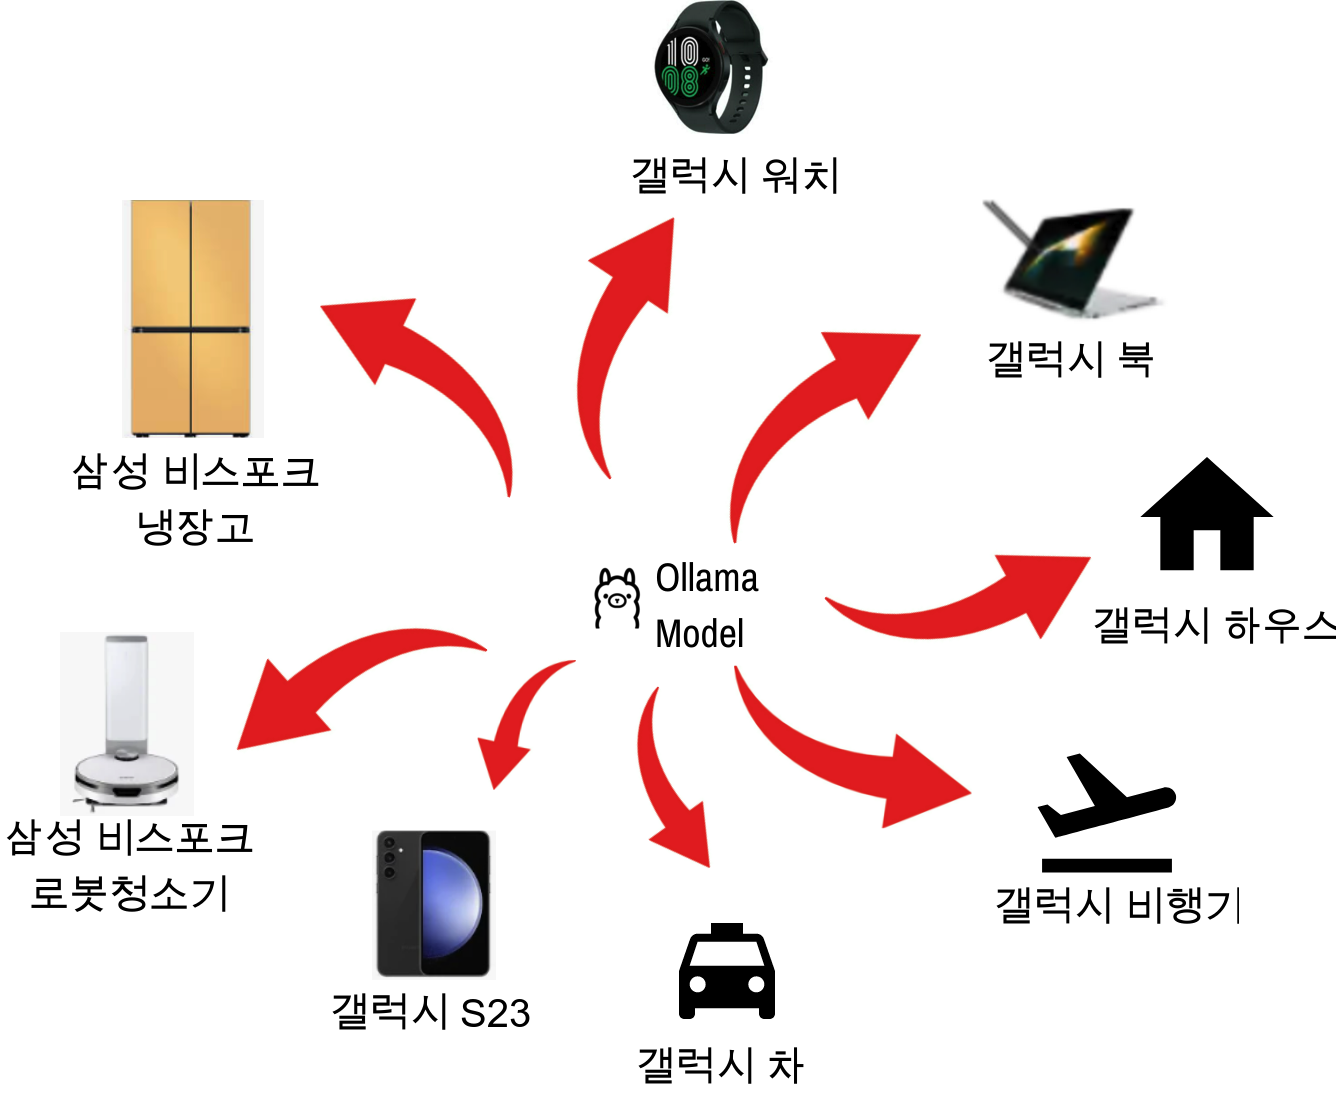 갤럭시 워치
갤럭시 북
삼성 비스포크
냉장고
Ollama
Model
갤럭시 하우스
삼성 비스포크
로봇청소기
갤럭시 비행기
갤럭시 S23
갤럭시 차